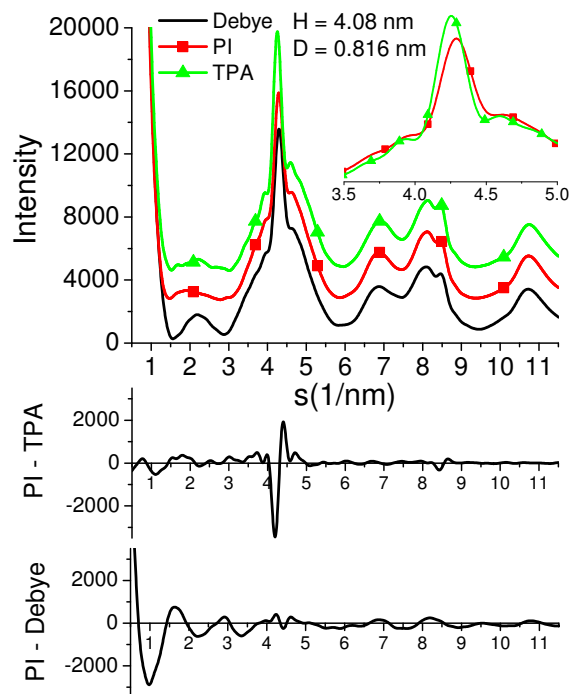 Debye
PI
TPA
H = 4.08 nm
D = 0.816 nm
20000
16000
12000
8000
4000
0
Intensity
3.5 4.0 4.5 5.0
1 2 3 4 5 6 7 8 9 10 11
s(1/nm)
PI - TPA
2000
0
-2000
1 2 3 4 5 6 7 8 9 10 11
PI - Debye
2000
0
-2000
1 2 3 4 5 6 7 8 9 10 11